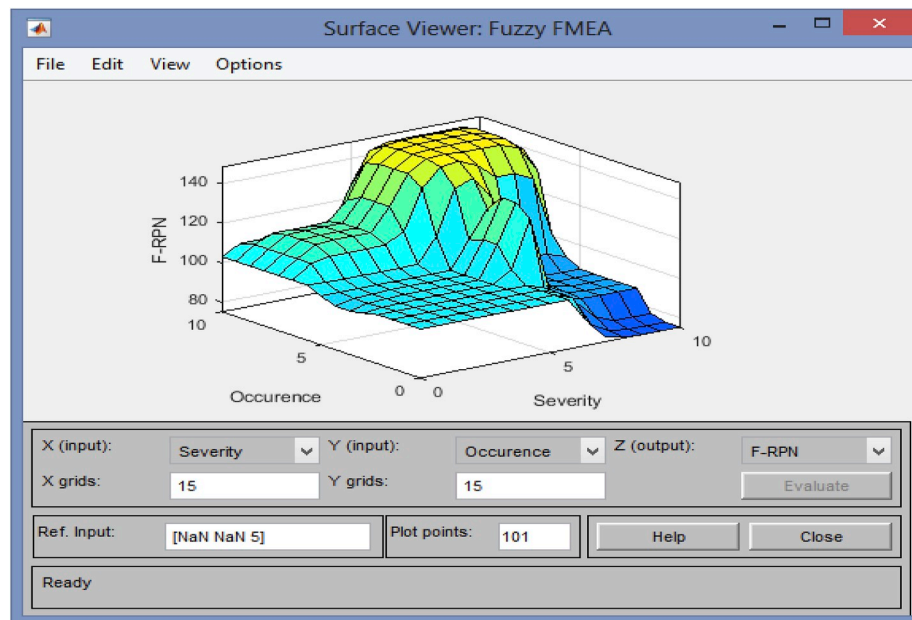 Surface Viewer: Fuzzy FMEA
File Edit View Options
140
120
100
80
F-RPN
10
5
0
Occurence
0
5
10
Severity
X (input): Severity Y (input): Occurence Z (output): F-RPN
X grids: 15 Y grids: 15 Evaluate
Ref. Input: [NaN NaN 5] Plot points: 101 Help Close
Ready